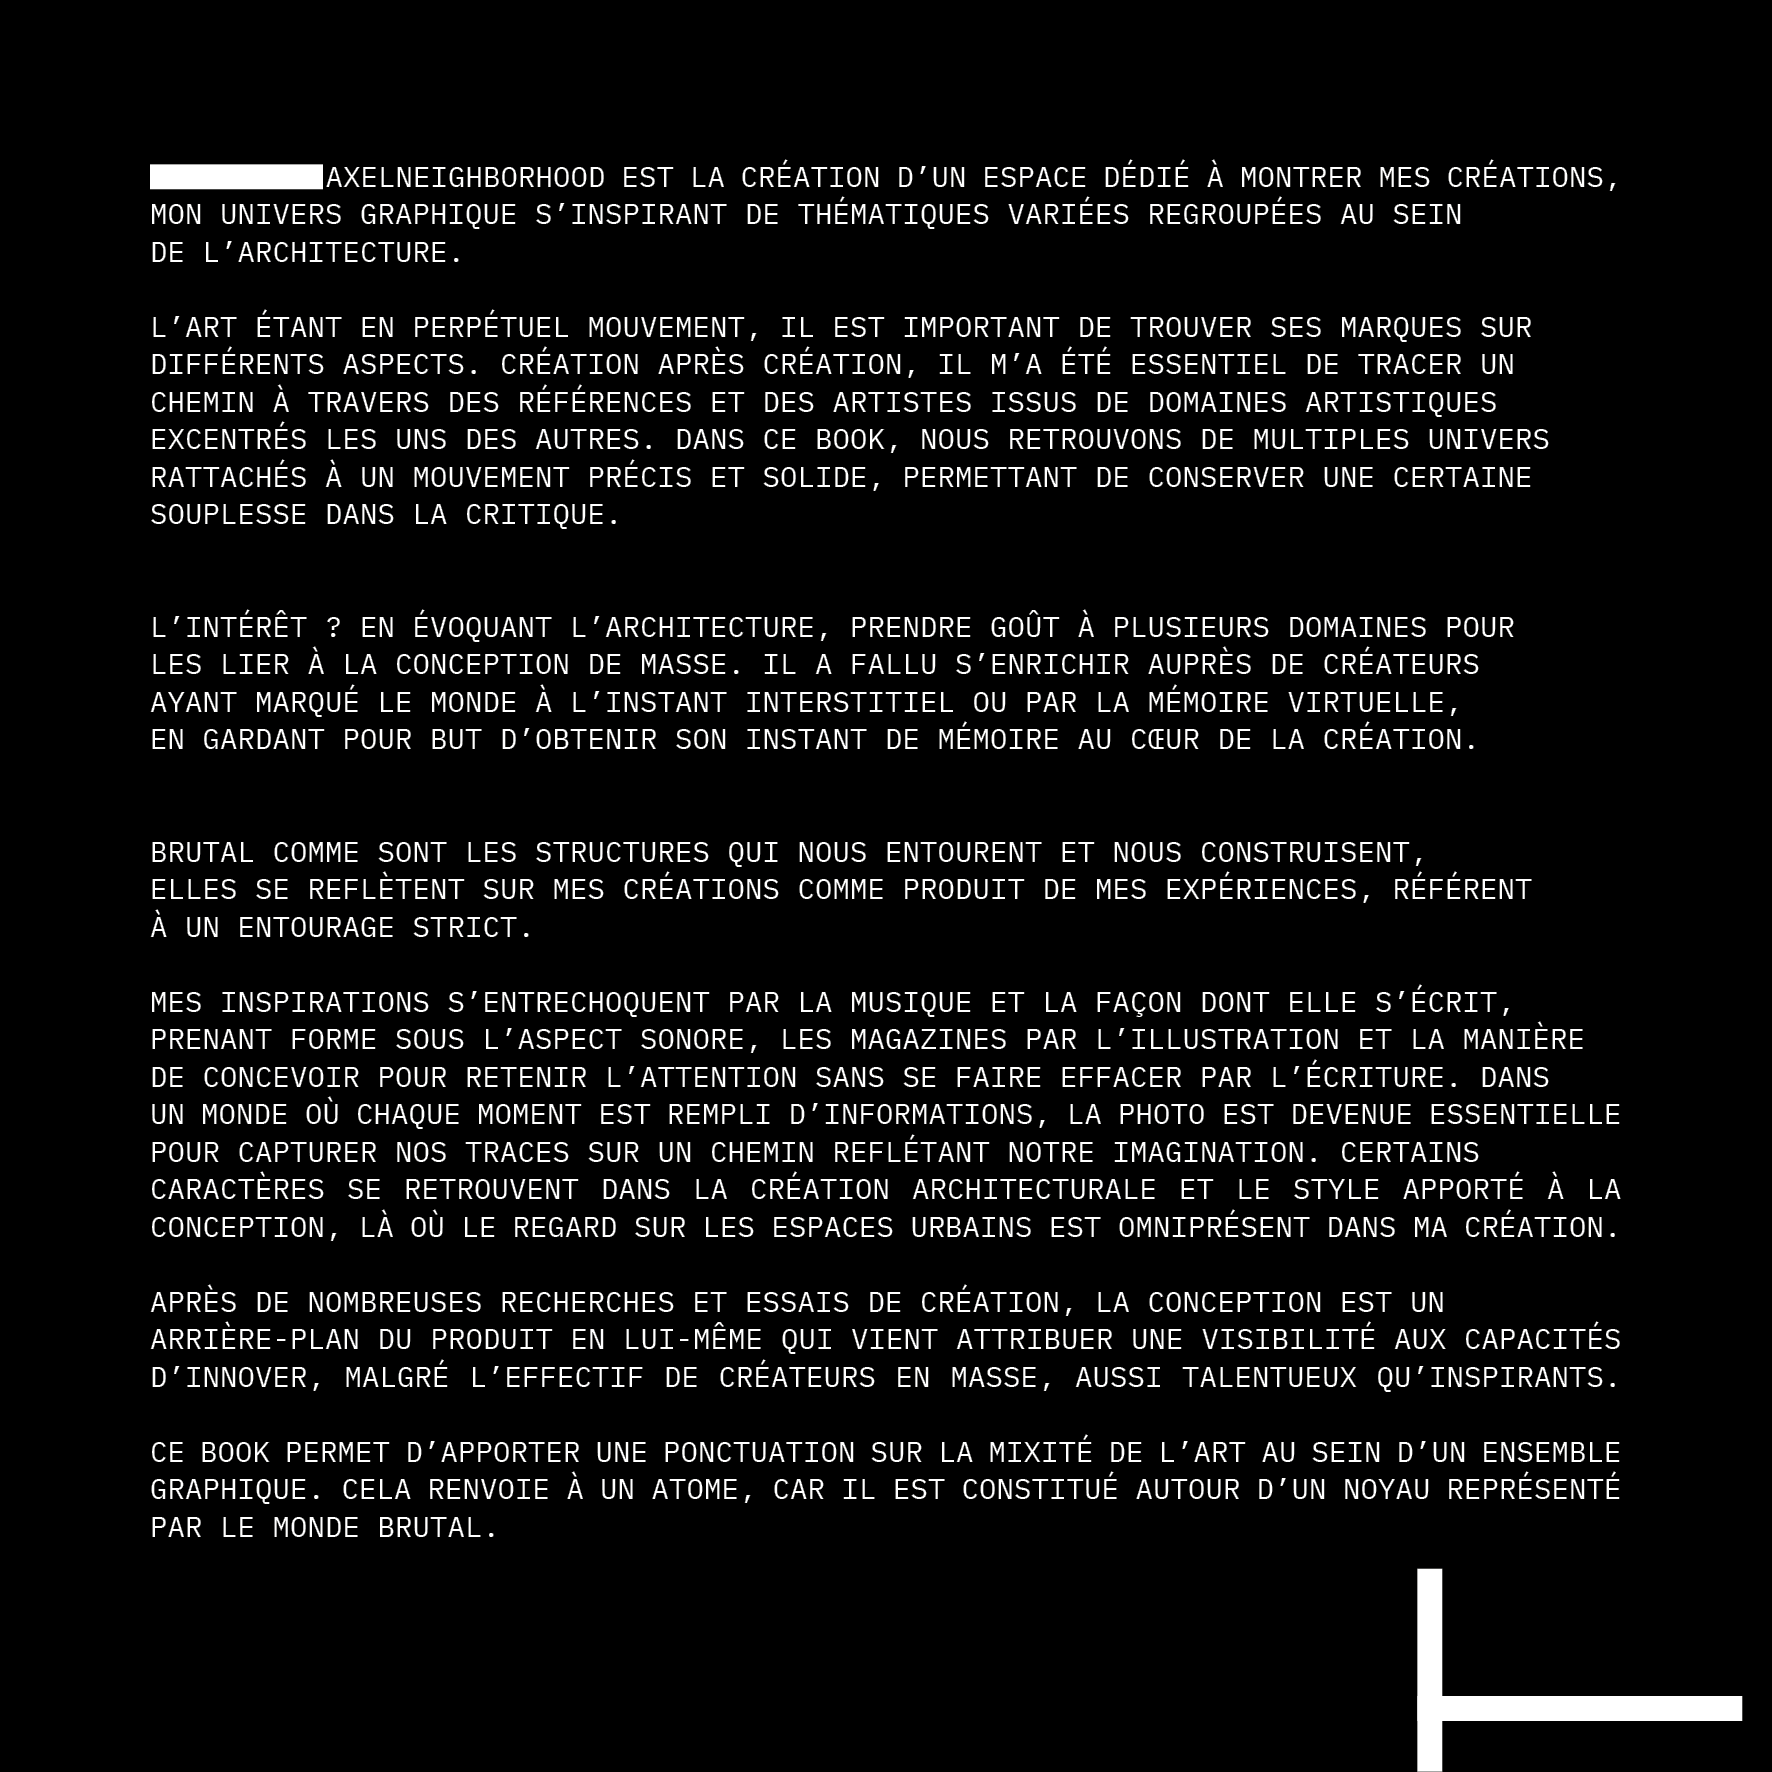 AXELNEIGHBORHOOD EST LA CRÉATION D’UN ESPACE DÉDIÉ À MONTRER MES CRÉATIONS,
MON UNIVERS GRAPHIQUE S’INSPIRANT DE THÉMATIQUES VARIÉES REGROUPÉES AU SEIN
DE L’ARCHITECTURE.
L’ART ÉTANT EN PERPÉTUEL MOUVEMENT, IL EST IMPORTANT DE TROUVER SES MARQUES SUR
DIFFÉRENTS ASPECTS. CRÉATION APRÈS CRÉATION, IL M’A ÉTÉ ESSENTIEL DE TRACER UN
CHEMIN À TRAVERS DES RÉFÉRENCES ET DES ARTISTES ISSUS DE DOMAINES ARTISTIQUES
EXCENTRÉS LES UNS DES AUTRES. DANS CE BOOK, NOUS RETROUVONS DE MULTIPLES UNIVERS
RATTACHÉS À UN MOUVEMENT PRÉCIS ET SOLIDE, PERMETTANT DE CONSERVER UNE CERTAINE
SOUPLESSE DANS LA CRITIQUE.
L’INTÉRÊT ? EN ÉVOQUANT L’ARCHITECTURE, PRENDRE GOÛT À PLUSIEURS DOMAINES POUR
LES LIER À LA CONCEPTION DE MASSE. IL A FALLU S’ENRICHIR AUPRÈS DE CRÉATEURS
AYANT MARQUÉ LE MONDE À L’INSTANT INTERSTITIEL OU PAR LA MÉMOIRE VIRTUELLE,
EN GARDANT POUR BUT D’OBTENIR SON INSTANT DE MÉMOIRE AU CŒUR DE LA CRÉATION.
BRUTAL COMME SONT LES STRUCTURES QUI NOUS ENTOURENT ET NOUS CONSTRUISENT,
ELLES SE REFLÈTENT SUR MES CRÉATIONS COMME PRODUIT DE MES EXPÉRIENCES, RÉFÉRENT
À UN ENTOURAGE STRICT.
MES INSPIRATIONS S’ENTRECHOQUENT PAR LA MUSIQUE ET LA FAÇON DONT ELLE S’ÉCRIT,
PRENANT FORME SOUS L’ASPECT SONORE, LES MAGAZINES PAR L’ILLUSTRATION ET LA MANIÈRE
DE CONCEVOIR POUR RETENIR L’ATTENTION SANS SE FAIRE EFFACER PAR L’ÉCRITURE. DANS
UN MONDE OÙ CHAQUE MOMENT EST REMPLI D’INFORMATIONS, LA PHOTO EST DEVENUE ESSENTIELLE
POUR CAPTURER NOS TRACES SUR UN CHEMIN REFLÉTANT NOTRE IMAGINATION. CERTAINS
CARACTÈRES SE RETROUVENT DANS LA CRÉATION ARCHITECTURALE ET LE STYLE APPORTÉ À LA
CONCEPTION, LÀ OÙ LE REGARD SUR LES ESPACES URBAINS EST OMNIPRÉSENT DANS MA CRÉATION.
APRÈS DE NOMBREUSES RECHERCHES ET ESSAIS DE CRÉATION, LA CONCEPTION EST UN
ARRIÈRE-PLAN DU PRODUIT EN LUI-MÊME QUI VIENT ATTRIBUER UNE VISIBILITÉ AUX CAPACITÉS
D’INNOVER, MALGRÉ L’EFFECTIF DE CRÉATEURS EN MASSE, AUSSI TALENTUEUX QU’INSPIRANTS.
CE BOOK PERMET D’APPORTER UNE PONCTUATION SUR LA MIXITÉ DE L’ART AU SEIN D’UN ENSEMBLE
GRAPHIQUE. CELA RENVOIE À UN ATOME, CAR IL EST CONSTITUÉ AUTOUR D’UN NOYAU REPRÉSENTÉ
PAR LE MONDE BRUTAL.